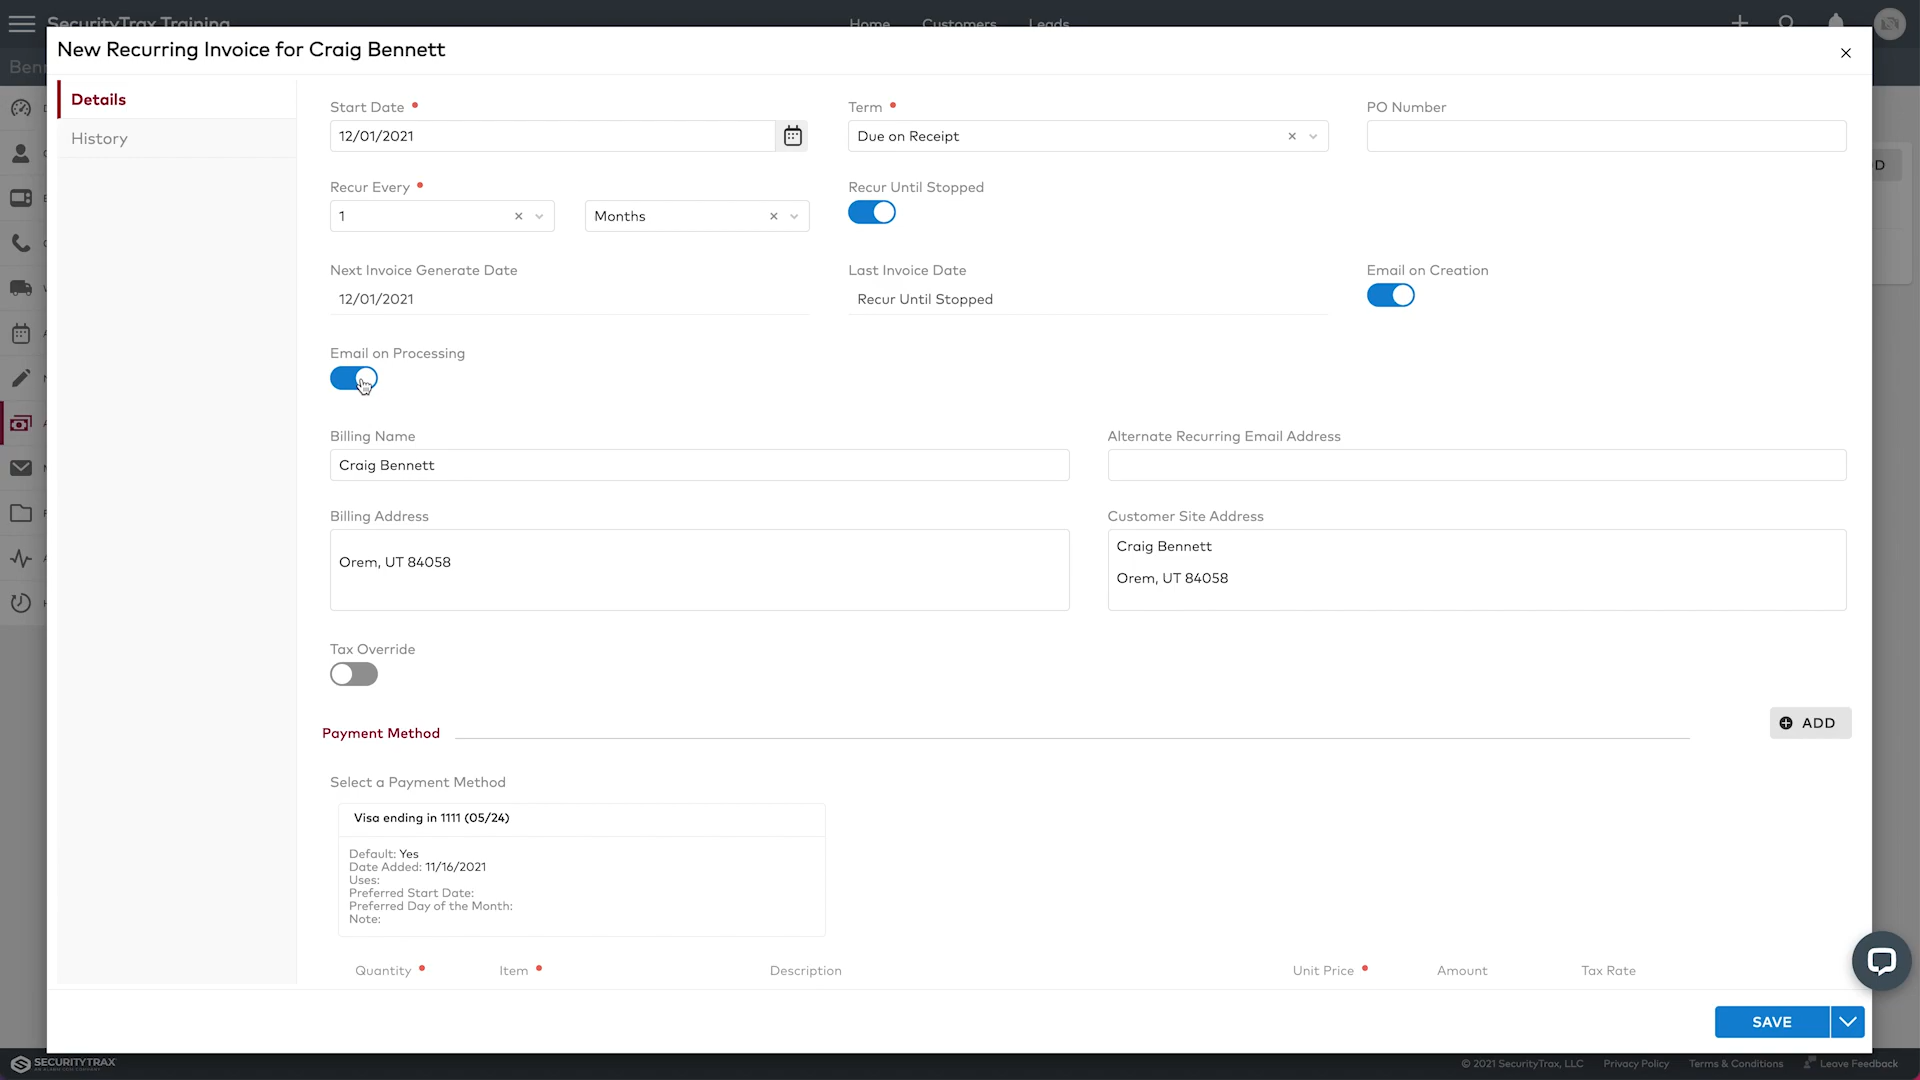 SecurityTrax Training
Home Customers Leads
New Recurring Invoice for Craig Bennett
Details
History
Start Date
12/01/2021
Term
Due on Receipt
PO Number
Recur Every
1
Months
Recur Until Stopped
Next Invoice Generate Date
12/01/2021
Last Invoice Date
Recur Until Stopped
Email on Creation
Email on Processing
Billing Name
Craig Bennett
Alternate Recurring Email Address
Billing Address
Orem, UT 84058
Customer Site Address
Craig Bennett
Orem, UT 84058
Tax Override
Payment Method
ADD
Select a Payment Method
Visa ending in 1111 (05/24)
Default: Yes
Date Added: 11/16/2021
Uses:
Preferred Start Date:
Preferred Day of the Month:
Note:
Quantity Item Description Unit Price Amount Tax Rate
SAVE
SECURITYTRAX
© 2021 SecurityTrax, LLC Privacy Policy Terms & Conditions Leave Feedback